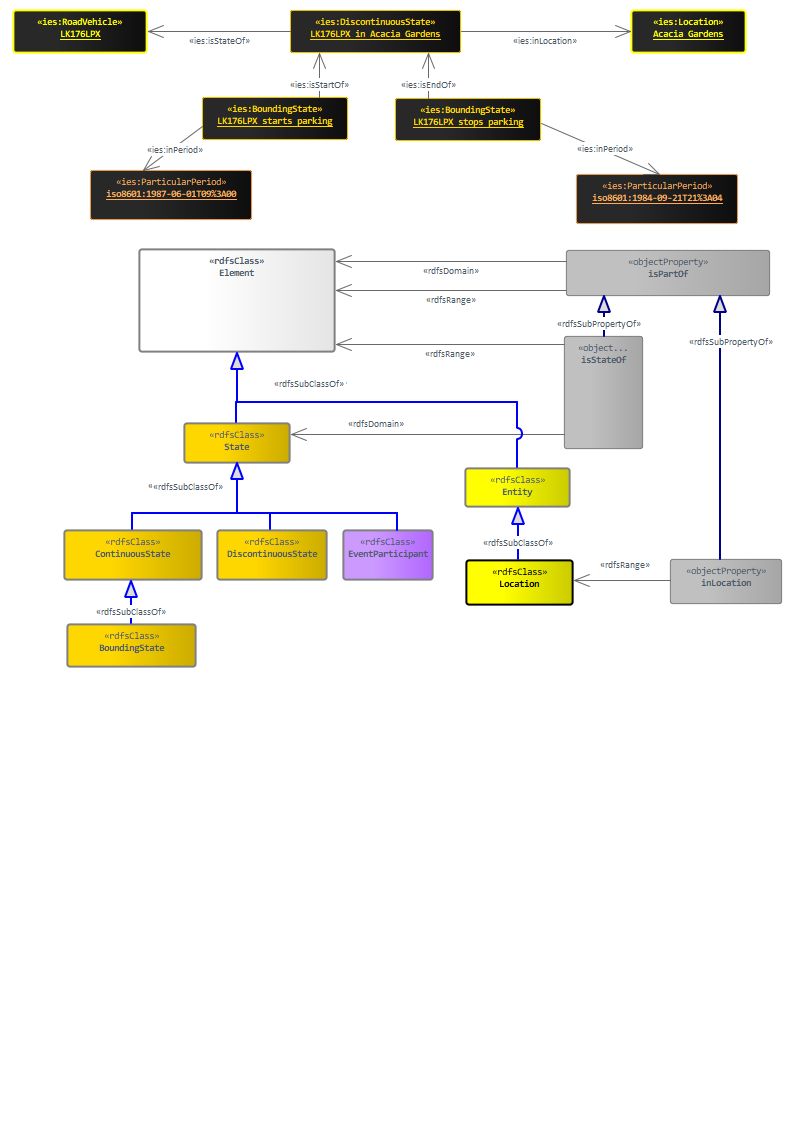 «ies:RoadVehicle»
LK176LPX
«ies:isStateOf»
«ies:DiscontinuousState»
LK176LPX in Acacia Gardens
«ies:inLocation»
«ies:Location»
Acacia Gardens
«ies:isStartOf»
«ies:isEndOf»
«ies:BoundingState»
LK176LPX starts parking
«ies:BoundingState»
LK176LPX stops parking
«ies:inPeriod»
«ies:inPeriod»
«ies:ParticularPeriod»
iso8601:1987-06-01T09%3A00
«ies:ParticularPeriod»
iso8601:1984-09-21T21%3A04
«rdfsClass»
Element
«rdfsDomain»
«rdfsRange»
«objectProperty»
isPartOf
«rdfsSubPropertyOf»
«rdfsSubPropertyOf»
«rdfsRange»
«object...
isStateOf
«rdfsSubClassOf»
«rdfsClass»
State
«rdfsDomain»
«rdfsClass»
Entity
«rdfsSubClassOf»
«rdfsClass»
ContinuousState
«rdfsClass»
DiscontinuousState
«rdfsClass»
EventParticipant
«rdfsSubClassOf»
«rdfsClass»
Location
«rdfsRange»
«objectProperty»
inLocation
«rdfsSubClassOf»
«rdfsClass»
BoundingState